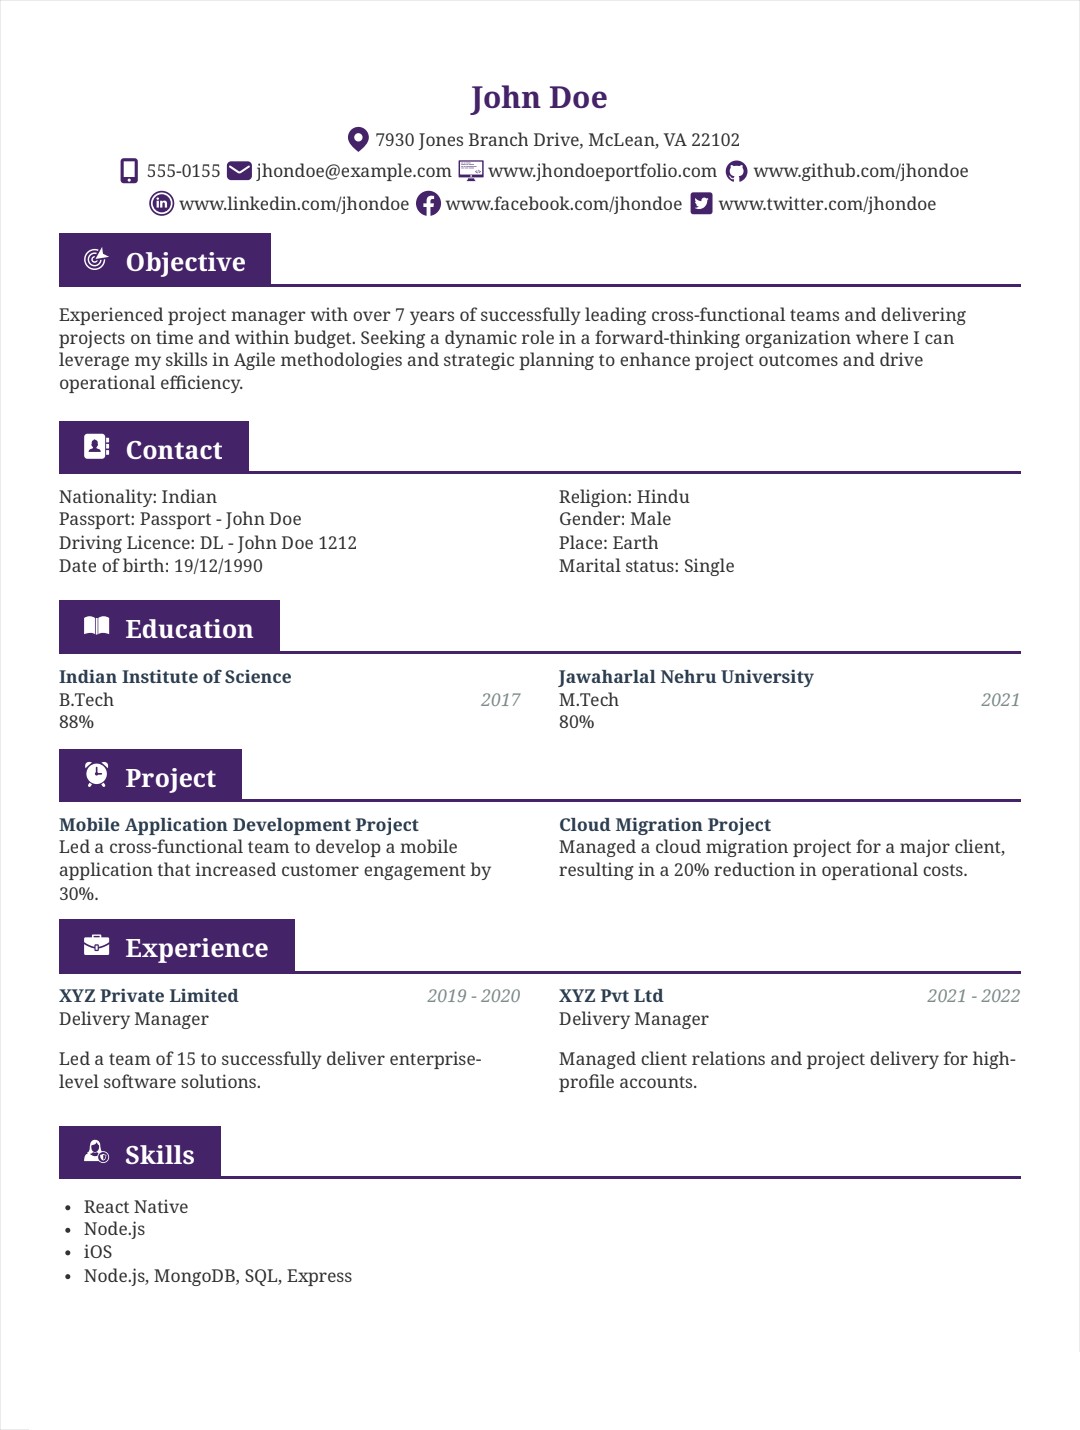 John Doe
7930 Jones Branch Drive, McLean, VA 22102
555-0155 jhondoe@example.com www.jhondoeportfolio.com www.github.com/jhondoe
www.linkedin.com/jhondoe www.facebook.com/jhondoe www.twitter.com/jhondoe
Objective
Experienced project manager with over 7 years of successfully leading cross-functional teams and delivering
projects on time and within budget. Seeking a dynamic role in a forward-thinking organization where I can
leverage my skills in Agile methodologies and strategic planning to enhance project outcomes and drive
operational efficiency.
Contact
Nationality: Indian
Passport: Passport - John Doe
Driving Licence: DL - John Doe 1212
Date of birth: 19/12/1990
Religion: Hindu
Gender: Male
Place: Earth
Marital status: Single
Education
Indian Institute of Science
B.Tech 2017
88%
Jawaharlal Nehru University
M.Tech 2021
80%
Project
Mobile Application Development Project
Led a cross-functional team to develop a mobile
application that increased customer engagement by
30%.
Cloud Migration Project
Managed a cloud migration project for a major client,
resulting in a 20% reduction in operational costs.
Experience
XYZ Private Limited 2019 - 2020
Delivery Manager
Led a team of 15 to successfully deliver enterprise-
level software solutions.
XYZ Pvt Ltd 2021 - 2022
Delivery Manager
Managed client relations and project delivery for high-
profile accounts.
Skills
• React Native
• Node.js
• iOS
• Node.js, MongoDB, SQL, Express